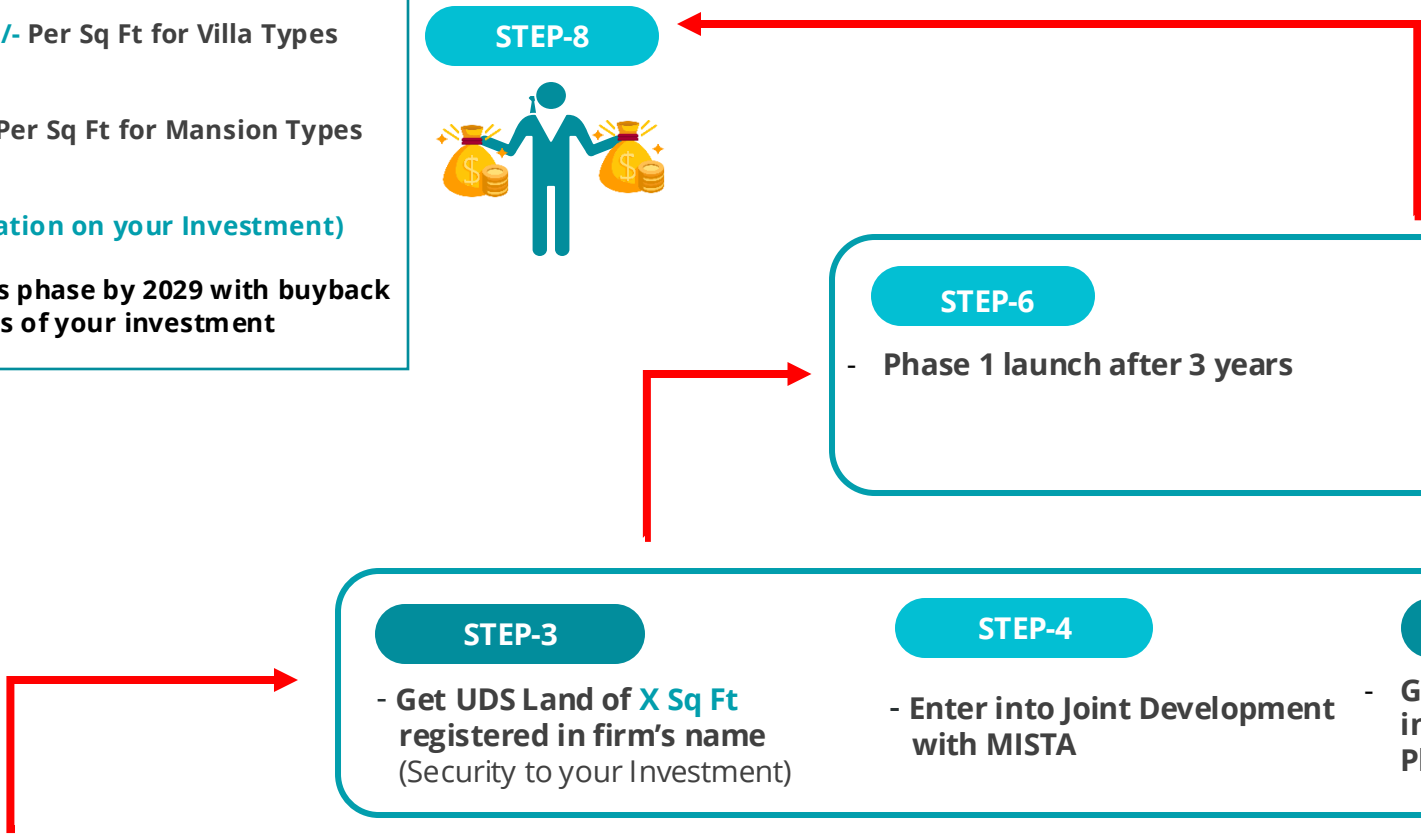 /- Per Sq Ft for Villa Types
Per Sq Ft for Mansion Types
on your Investment)
phase by 2029 with buyback
of your investment
STEP-8
STEP-6
- Phase 1 launch after 3 years
STEP-3
- Get UDS Land of X Sq Ft
registered in firm’s name
(Security to your Investment)
STEP-4
- Enter into Joint Development
with MISTA
-